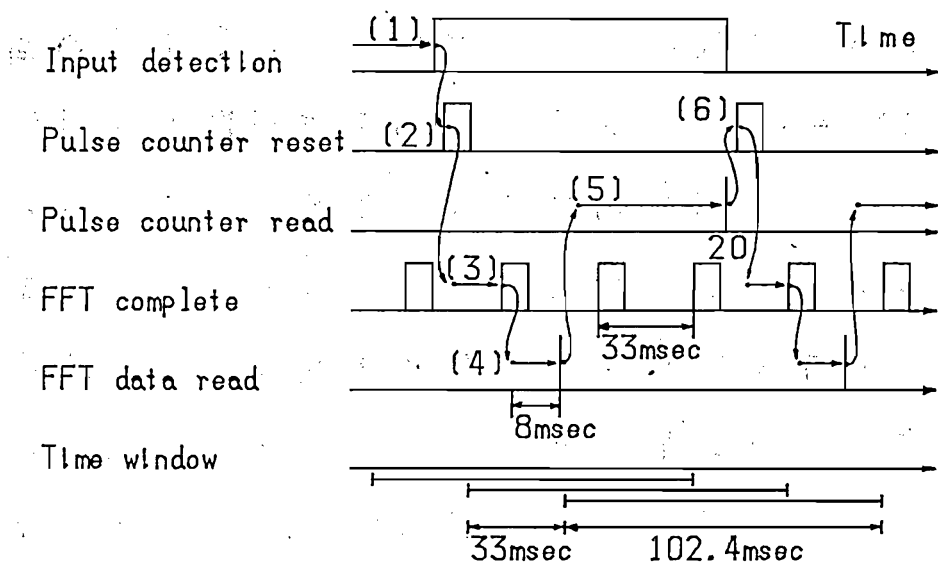 (1)
Time
Input detection
(6)
(2)
Pulse counter reset
(5)
Pulse counter read
20
(3)
FFT complete
33msec
(4)
FFT data read
8msec
Time window
33msec
102.4msec